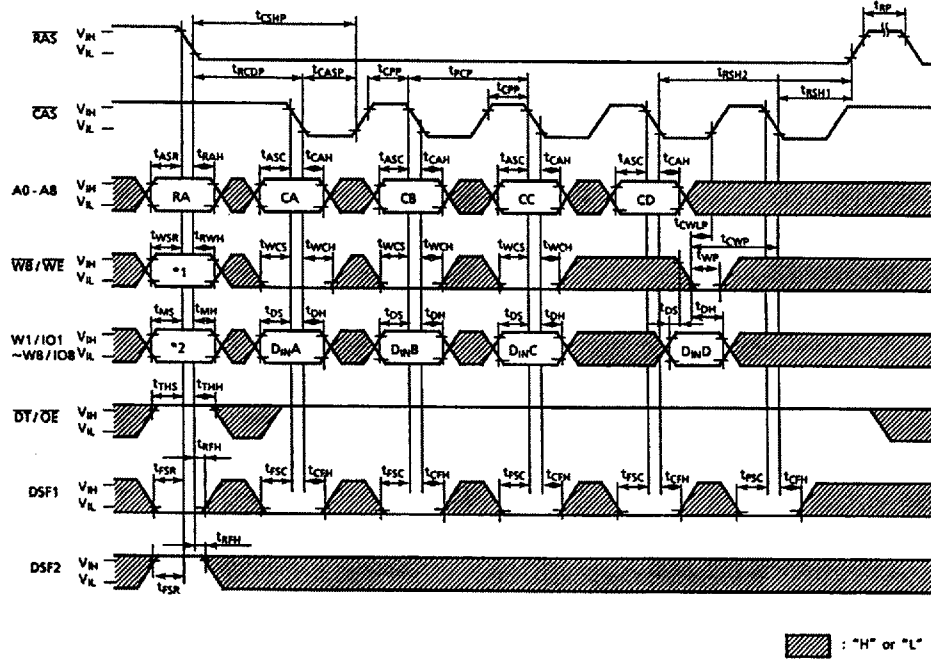 tCSHP tRP
RAS VIH
VIL
tRCDP tCASP tCPP tPCP tRSH2
tCPP tRSH1
CAS VIH
VIL
tASR tRAH tASC tCAH tASC tCAH tASC tCAH tASC tCAH
A0 - A8 VIH
VIL
RA CA CB CC CD
tCWLP
tCWP
tWSR tRWH tWCS tWCH tWCS tWCH tWCS tWCH tWP
WB / WE VIH
VIL
*1
tMS tMH tDS tDH tDS tDH tDS tDH tDS tDH
W1 / IO1
~W8 / IO8
VIH
VIL
*2 DINA DINB DINC DIND
tTHS tTHH
DT / OE VIH
VIL
tRFH
tFSR tFSC tCFH tFSC tCFH tFSC tCFH tFSC tCFH tFSC tCFH
DSF1 VIH
VIL
tRFH
DSF2 VIH
VIL
tFSR
: "H" or "L"